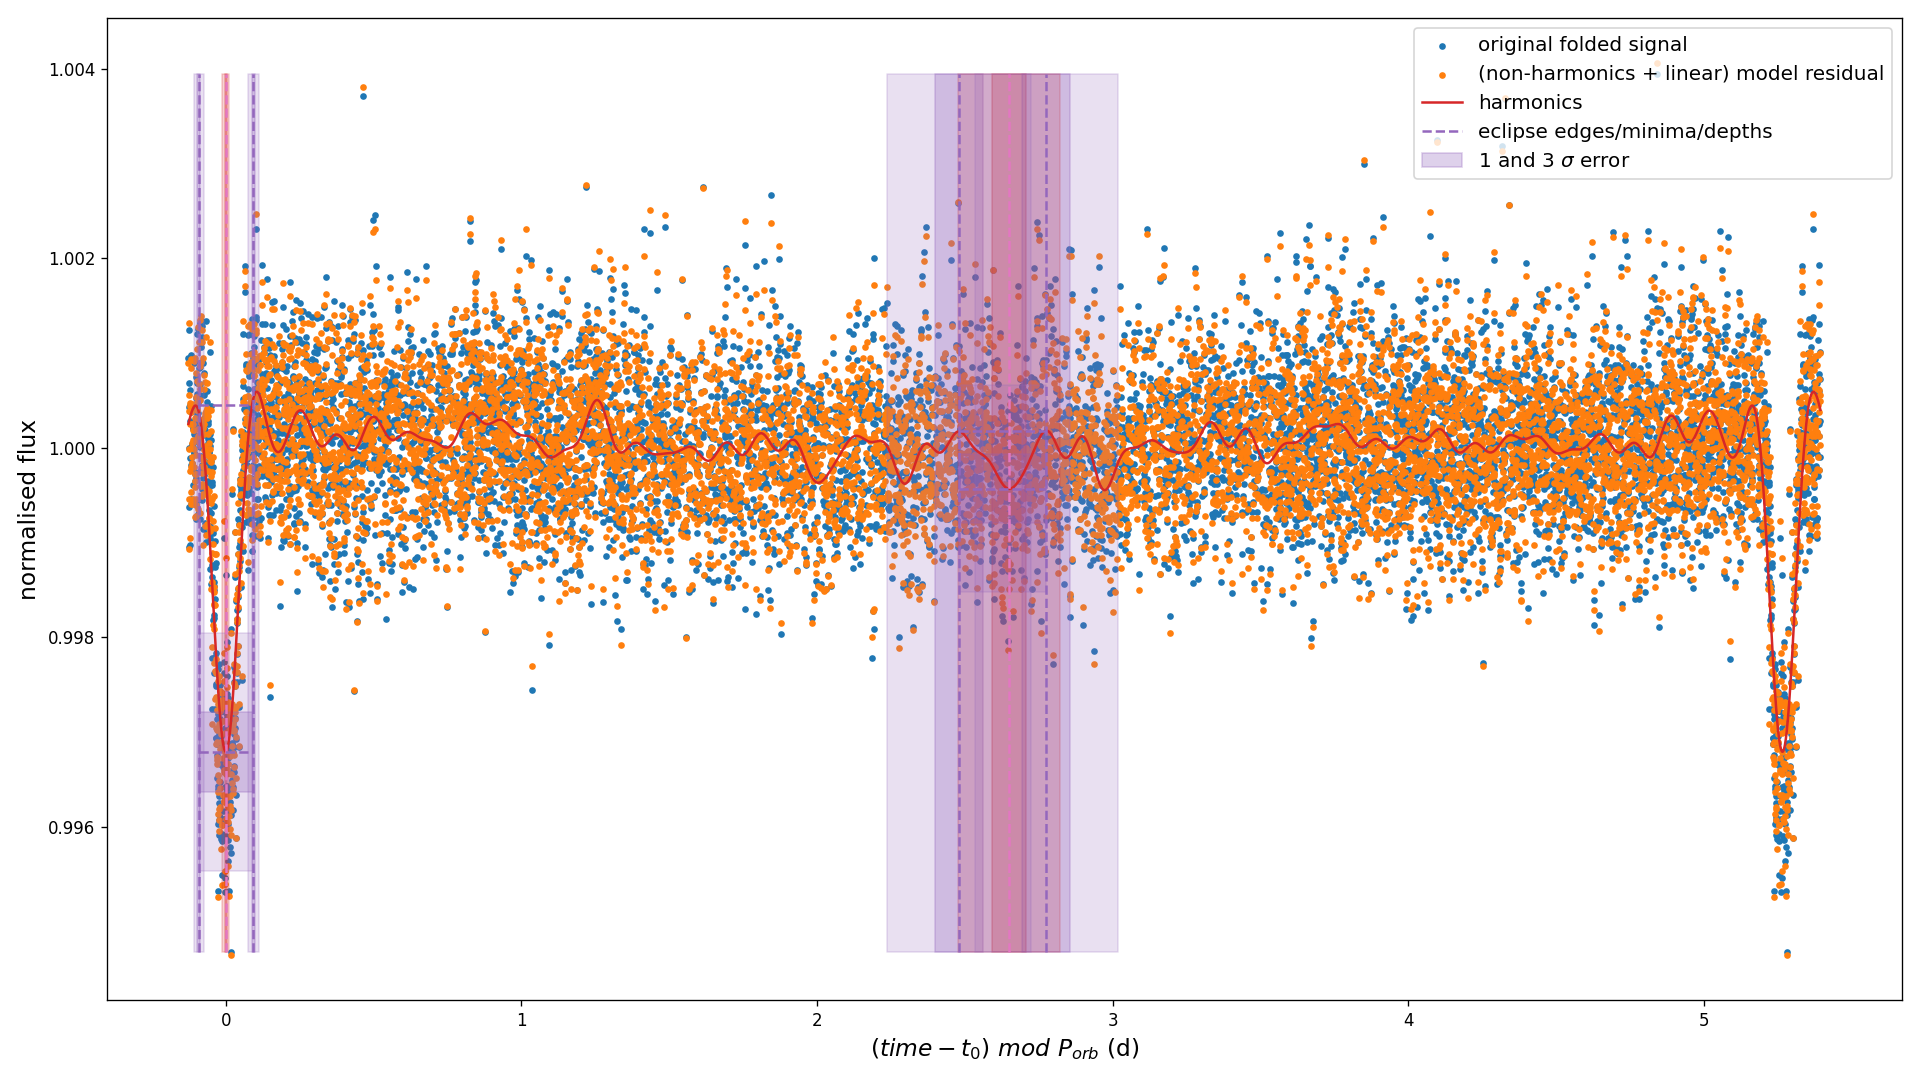 original folded signal
(non-harmonics + linear) model residual
harmonics
eclipse edges/minima/depths
1 and 3 σ error
normalised flux
1.004
1.002
1.000
0.998
0.996
0 1 2 3 4 5
(time − t₀) mod P_orb (d)